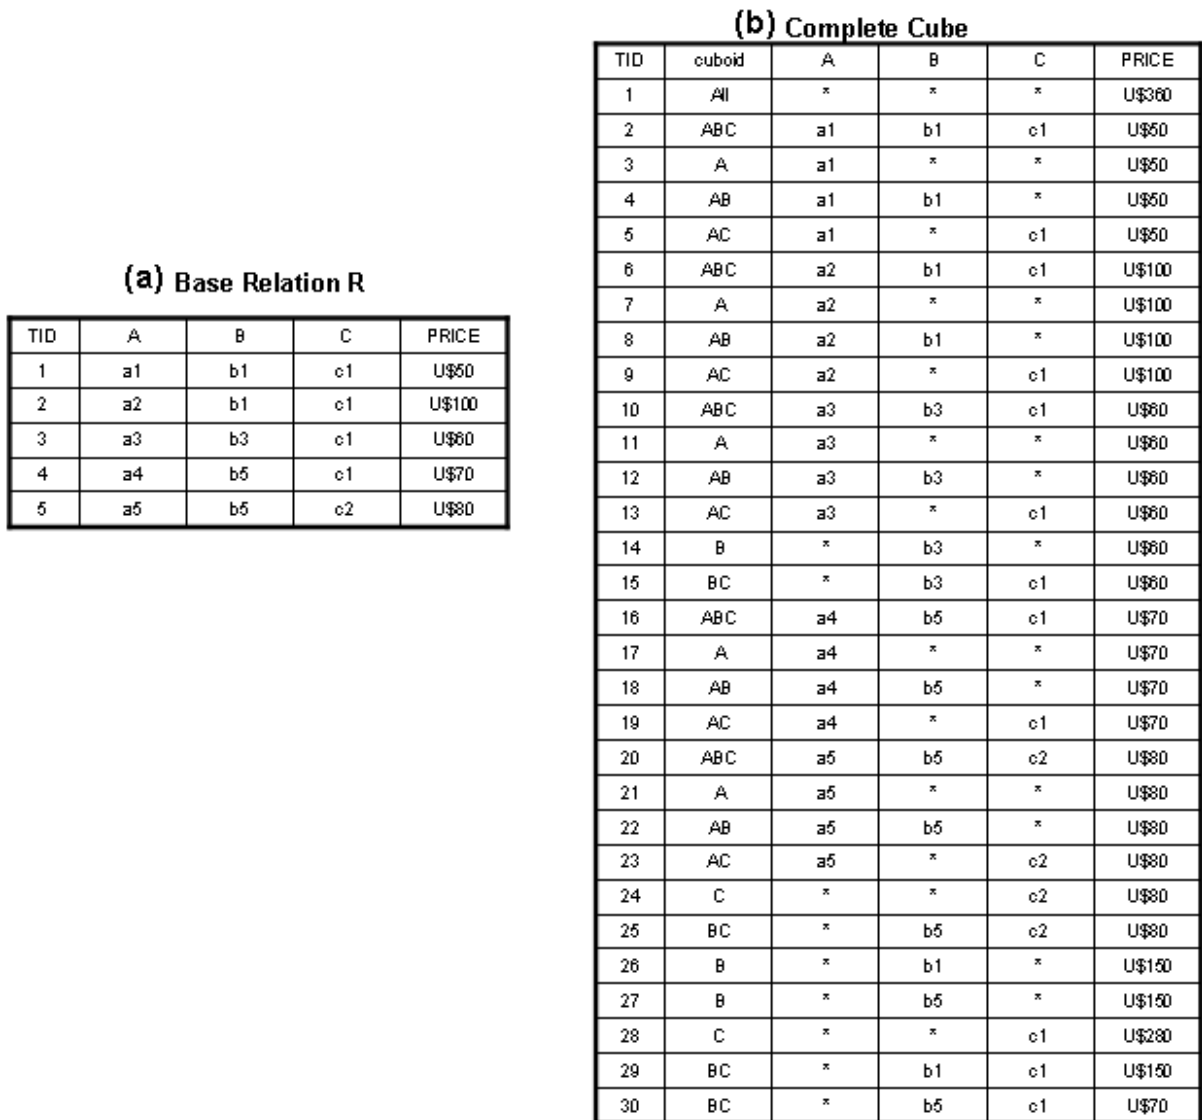 (a) Base Relation R
TID A B C PRICE
1 a1 b1 c1 U$50
2 a2 b1 c1 U$100
3 a3 b3 c1 U$60
4 a4 b5 c1 U$70
5 a5 b5 c2 U$80
(b) Complete Cube
TID cuboid A B C PRICE
1 All * * * U$360
2 ABC a1 b1 c1 U$50
3 A a1 * * U$50
4 AB a1 b1 * U$50
5 AC a1 * c1 U$50
6 ABC a2 b1 c1 U$100
7 A a2 * * U$100
8 AB a2 b1 * U$100
9 AC a2 * c1 U$100
10 ABC a3 b3 c1 U$60
11 A a3 * * U$60
12 AB a3 b3 * U$60
13 AC a3 * c1 U$60
14 B * b3 * U$60
15 BC * b3 c1 U$60
16 ABC a4 b5 c1 U$70
17 A a4 * * U$70
18 AB a4 b5 * U$70
19 AC a4 * c1 U$70
20 ABC a5 b5 c2 U$80
21 A a5 * * U$80
22 AB a5 b5 * U$80
23 AC a5 * c2 U$80
24 C * * c2 U$80
25 BC * b5 c2 U$80
26 B * b1 * U$150
27 B * b5 * U$150
28 C * * c1 U$280
29 BC * b1 c1 U$150
30 BC * b5 c1 U$70